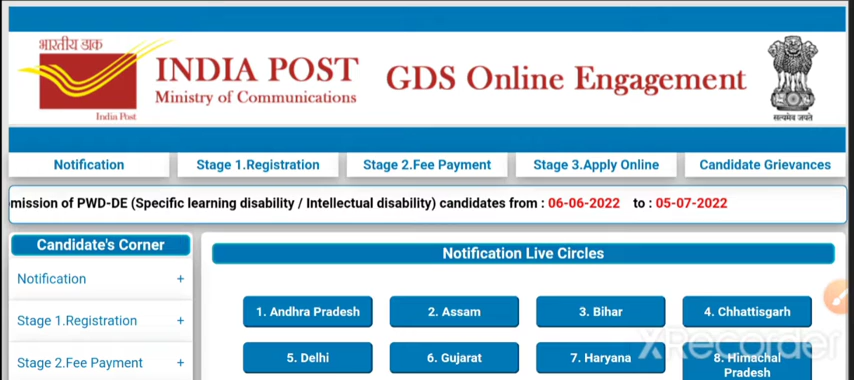 भारतीय डाक
India Post
INDIA POST
Ministry of Communications
GDS Online Engagement
सत्यमेव जयते
Notification
Stage 1.Registration
Stage 2.Fee Payment
Stage 3.Apply Online
Candidate Grievances
mission of PWD-DE (Specific learning disability / Intellectual disability) candidates from : 06-06-2022 to : 05-07-2022
Candidate's Corner
Notification +
Stage 1.Registration +
Stage 2.Fee Payment +
Notification Live Circles
1. Andhra Pradesh
2. Assam
3. Bihar
4. Chhattisgarh
5. Delhi
6. Gujarat
7. Haryana
8. Himachal
Pradesh
XRecorder